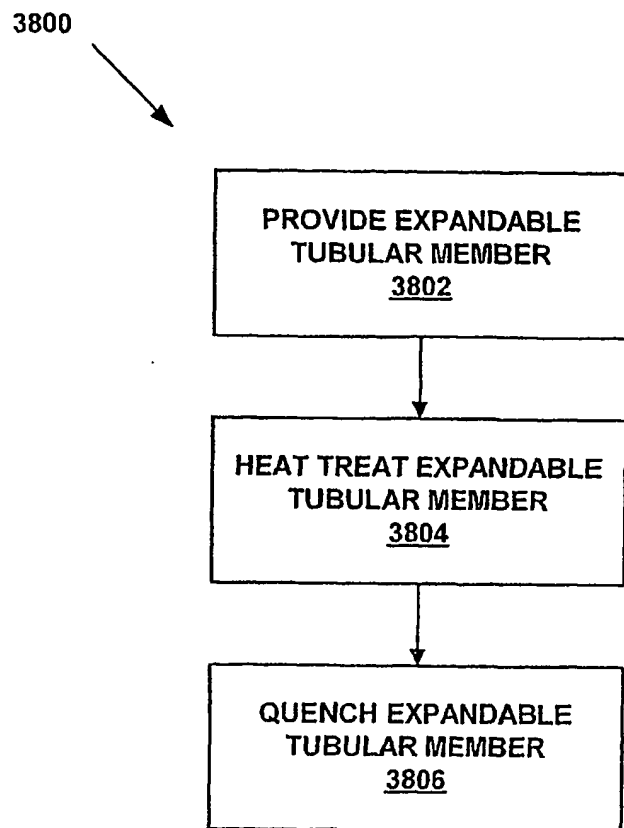 3800
PROVIDE EXPANDABLE
TUBULAR MEMBER
3802
HEAT TREAT EXPANDABLE
TUBULAR MEMBER
3804
QUENCH EXPANDABLE
TUBULAR MEMBER
3806